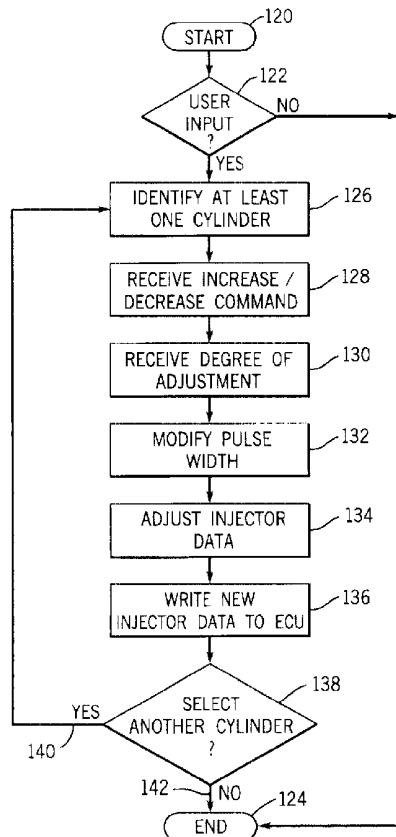 120
START
122
USER
INPUT
?
NO
YES
IDENTIFY AT LEAST
ONE CYLINDER
126
RECEIVE INCREASE /
DECREASE COMMAND
128
RECEIVE DEGREE OF
ADJUSTMENT
130
MODIFY PULSE
WIDTH
132
ADJUST INJECTOR
DATA
134
WRITE NEW
INJECTOR DATA TO ECU
136
138
SELECT
ANOTHER CYLINDER
?
YES
140
142
NO
124
END